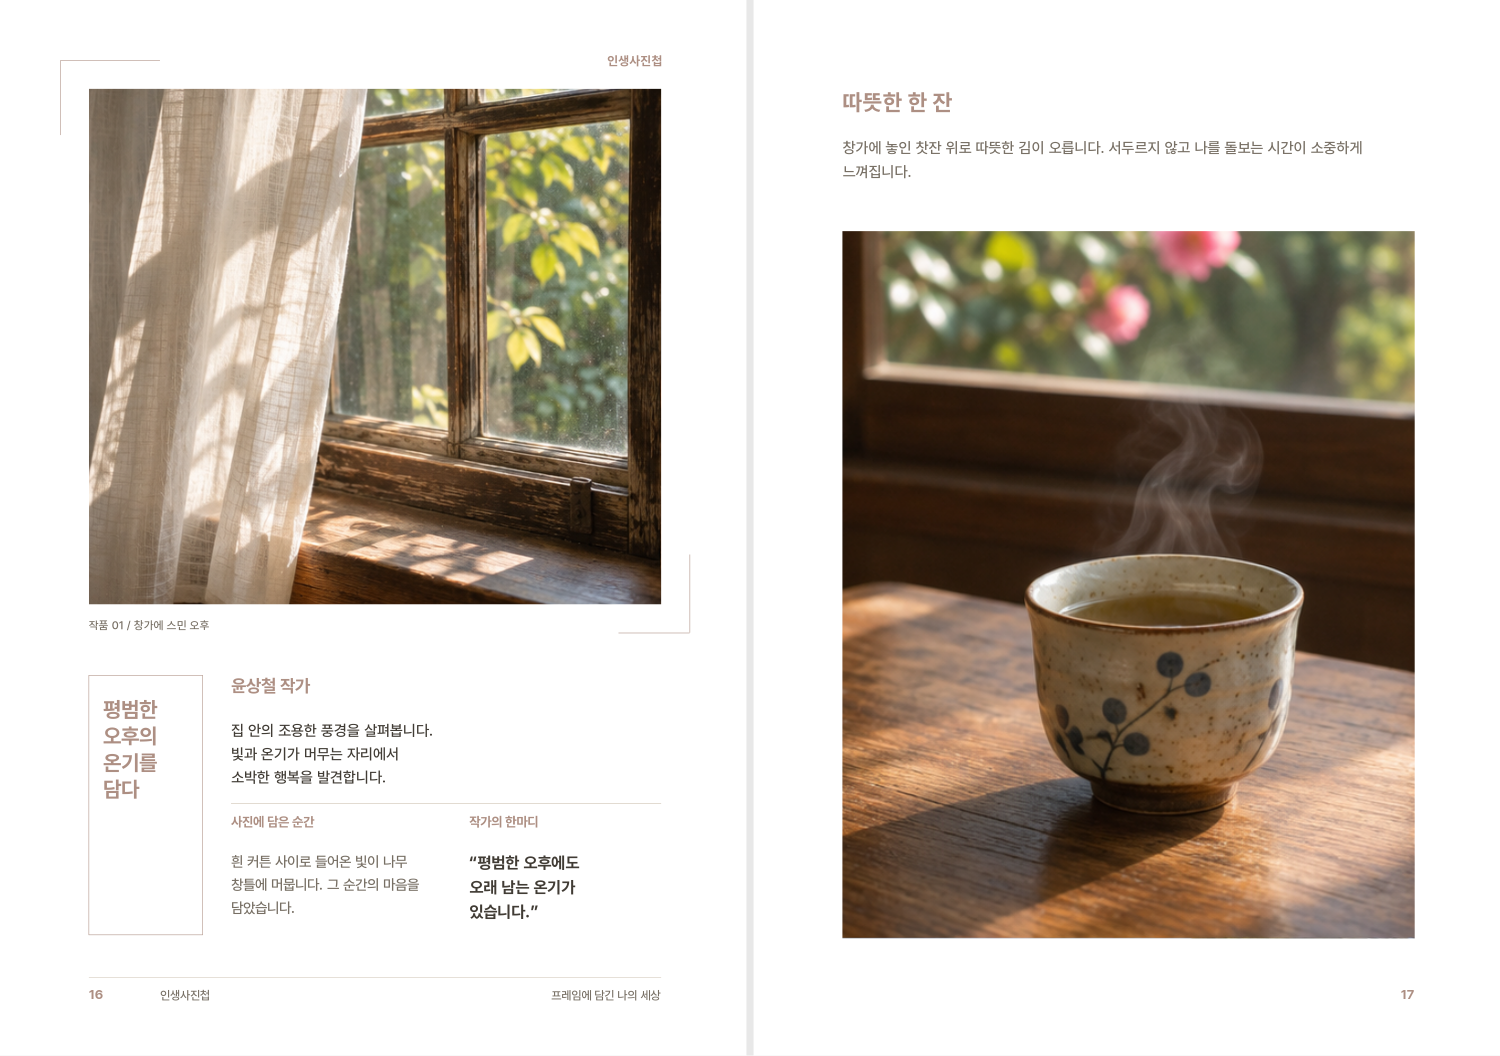 인생사진첩
작품 01 / 창가에 스민 오후
평범한
오후의
온기를
담다
윤상철 작가
집 안의 조용한 풍경을 살펴봅니다.
빛과 온기가 머무는 자리에서
소박한 행복을 발견합니다.
사진에 담은 순간
흰 커튼 사이로 들어온 빛이 나무
창틀에 머뭅니다. 그 순간의 마음을
담았습니다.
작가의 한마디
“평범한 오후에도
오래 남는 온기가
있습니다.”
16
인생사진첩
프레임에 담긴 나의 세상
따뜻한 한 잔
창가에 놓인 찻잔 위로 따뜻한 김이 오릅니다. 서두르지 않고 나를 돌보는 시간이 소중하게
느껴집니다.
17